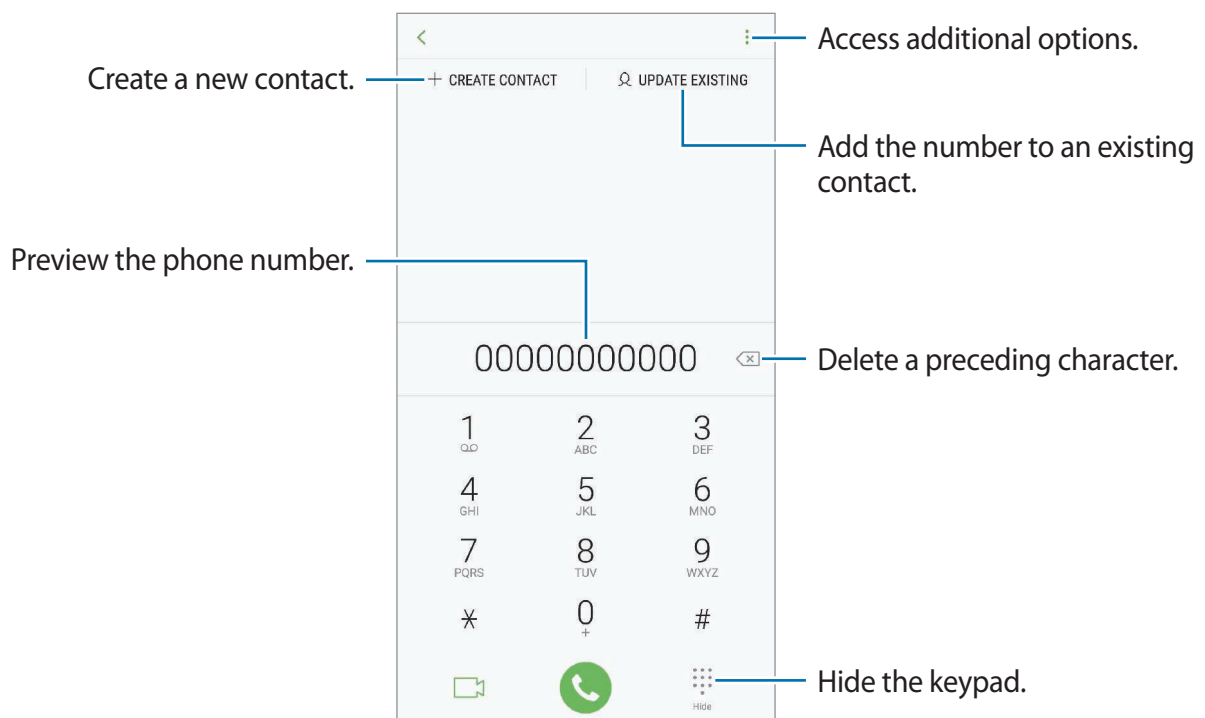 Access additional options.
Create a new contact.
CREATE CONTACT
UPDATE EXISTING
Add the number to an existing
contact.
Preview the phone number.
00000000000
Delete a preceding character.
1 2 3
ABC DEF
4 5 6
GHI JKL MNO
7 8 9
PQRS TUV WXYZ
* 0 #
+
Hide the keypad.
Hide